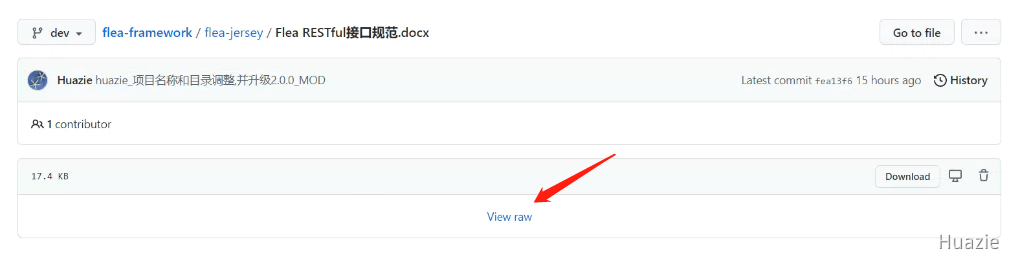 dev flea-framework / flea-jersey / Flea RESTful接口规范.docx Go to file ...
Huazie huazie_项目名称和目录调整,并升级2.0.0_MOD Latest commit fea13f6 15 hours ago History
1 contributor
17.4 KB Download
View raw
Huazie